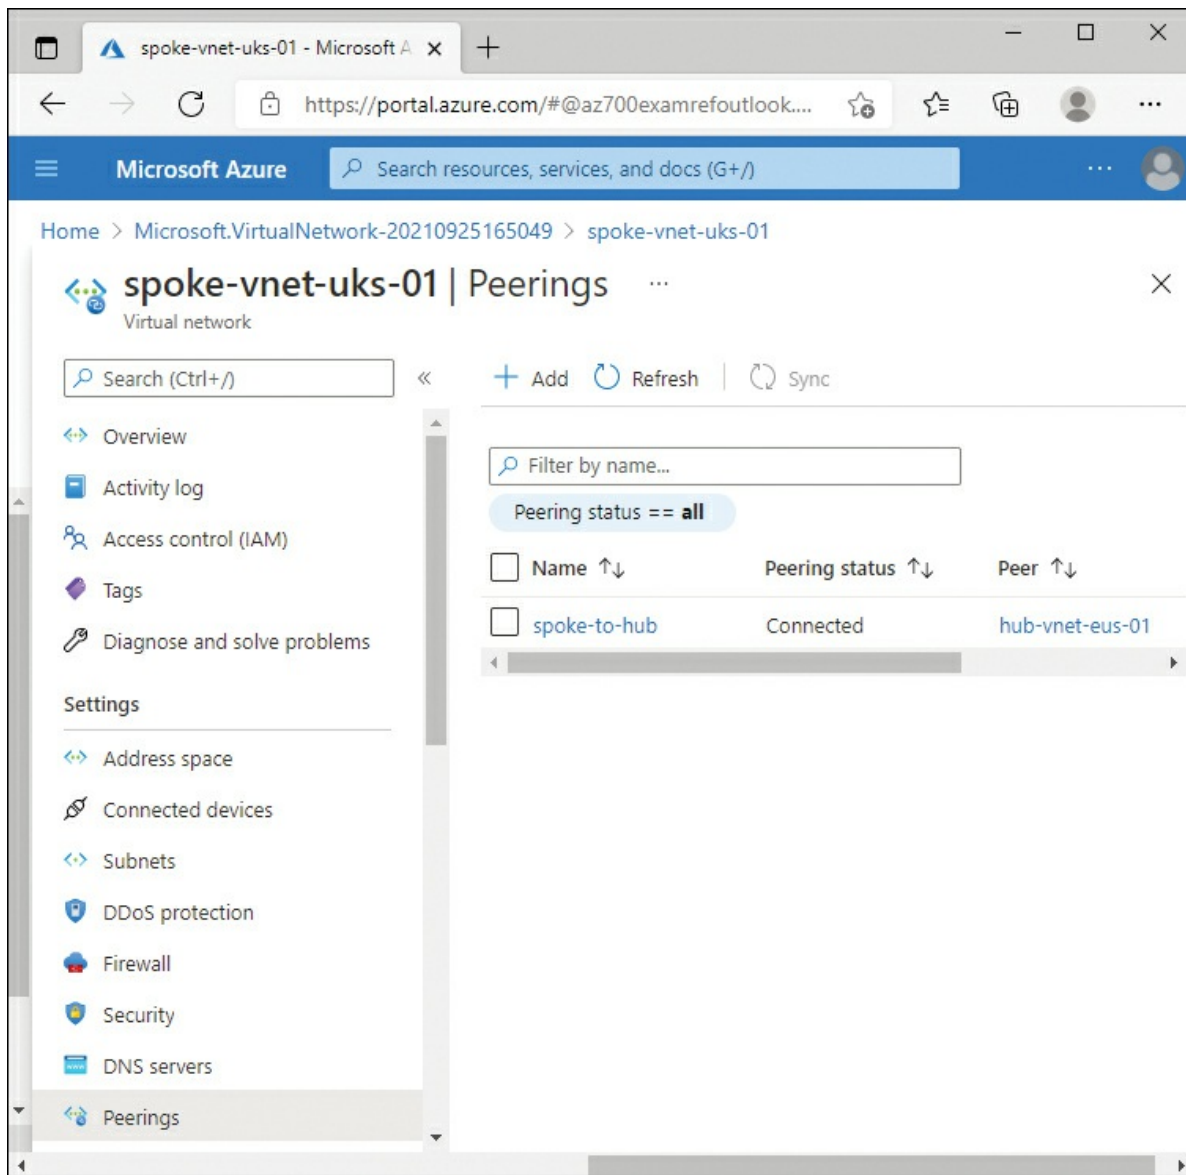 spoke-vnet-uks-01 - Microsoft A
https://portal.azure.com/#@az700examrefoutlook....
Microsoft Azure
Search resources, services, and docs (G+/)
Home > Microsoft.VirtualNetwork-20210925165049 > spoke-vnet-uks-01
spoke-vnet-uks-01 | Peerings ...
Virtual network
Search (Ctrl+/)
«
Add
Refresh
Sync
Overview
Activity log
Access control (IAM)
Tags
Diagnose and solve problems
Settings
Address space
Connected devices
Subnets
DDoS protection
Firewall
Security
DNS servers
Peerings
Filter by name...
Peering status == all
Name ↑↓ Peering status ↑↓ Peer ↑↓
spoke-to-hub Connected hub-vnet-eus-01